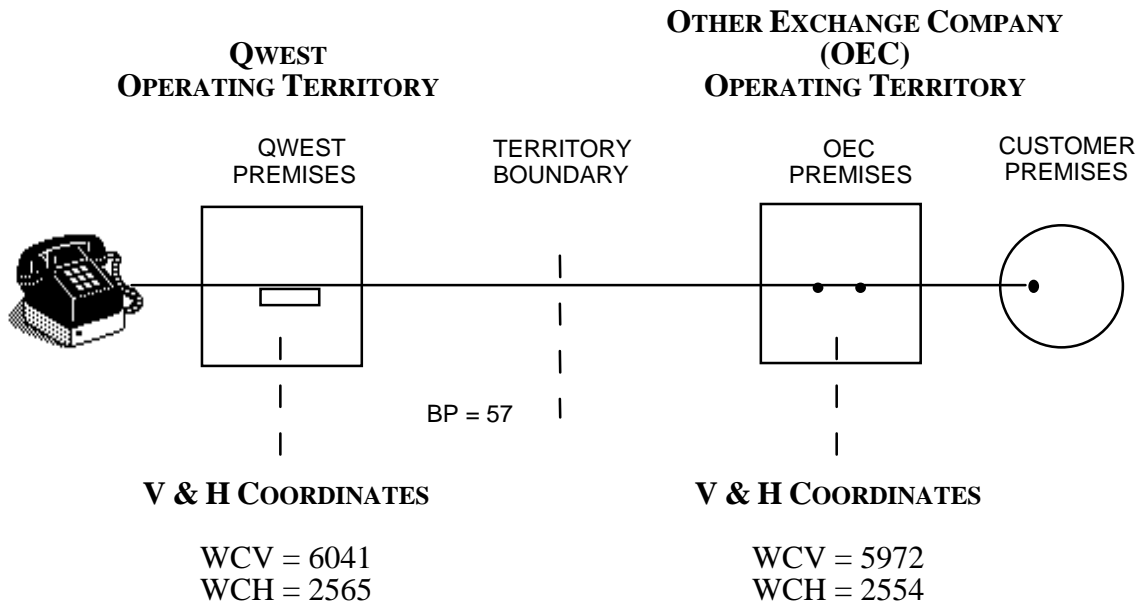 QWEST
OPERATING TERRITORY
OTHER EXCHANGE COMPANY
(OEC)
OPERATING TERRITORY
QWEST
PREMISES
TERRITORY
BOUNDARY
OEC
PREMISES
CUSTOMER
PREMISES
BP = 57
V & H COORDINATES
WCV = 6041
WCH = 2565
V & H COORDINATES
WCV = 5972
WCH = 2554